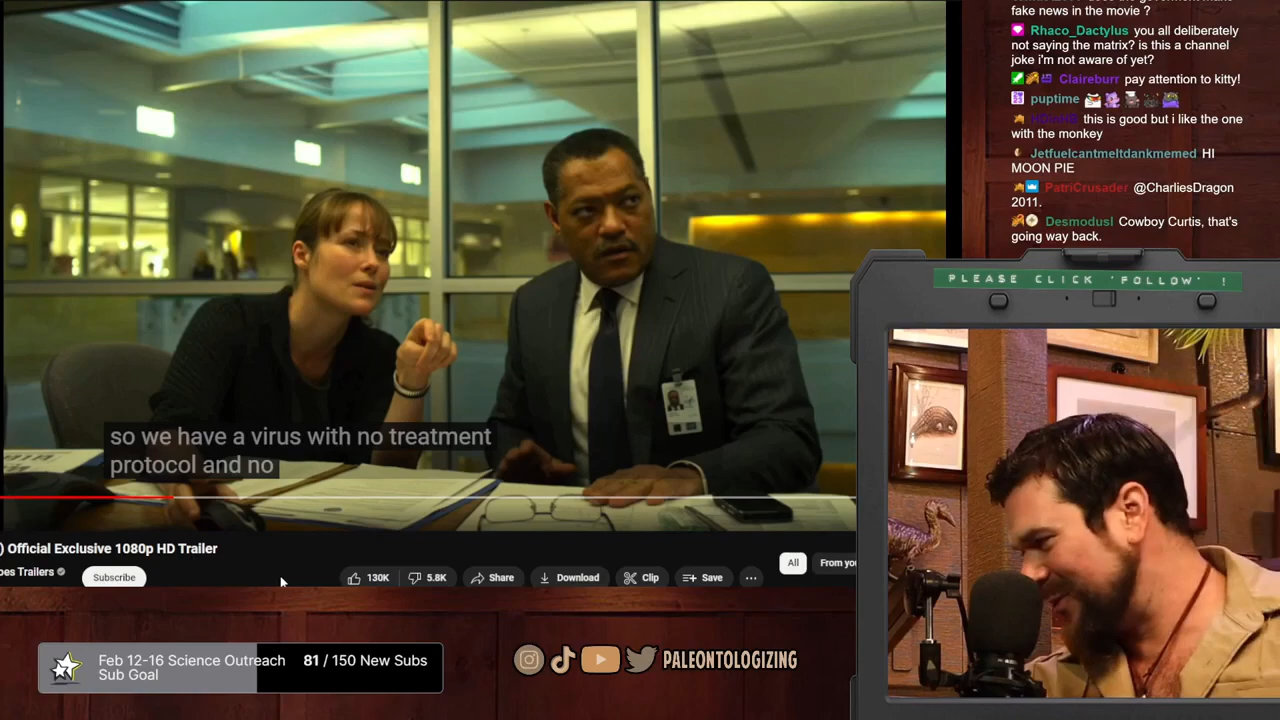 fake news in the movie ?
Rhaco_Dactylus you all deliberately
not saying the matrix? is this a channel
joke i'm not aware of yet?
Claireburr pay attention to kitty!
puptime
this is good but i like the one
with the monkey
Jetfuelcantmeltdankmemed HI
MOON PIE
PatriCrusader @CharliesDragon
2011.
Desmodusl Cowboy Curtis, that's
going way back.
PLEASE CLICK 'FOLLOW' !
so we have a virus with no treatment
protocol and no
) Official Exclusive 1080p HD Trailer
oes Trailers
Subscribe
130K
5.8K
Share
Download
Clip
Save
All
From you
Feb 12-16 Science Outreach
Sub Goal
81 / 150 New Subs
PALEONTOLOGIZING